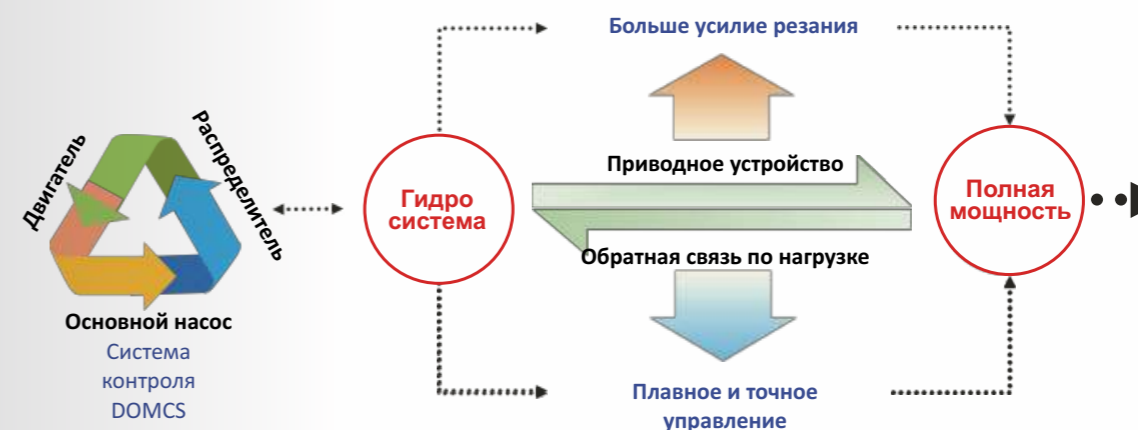 Больше усилие резания
Двигатель
Распределитель
Основной насос
Система
контроля
DOMCS
Гидро
система
Приводное устройство
Обратная связь по нагрузке
Полная
мощность
Плавное и точное
управление